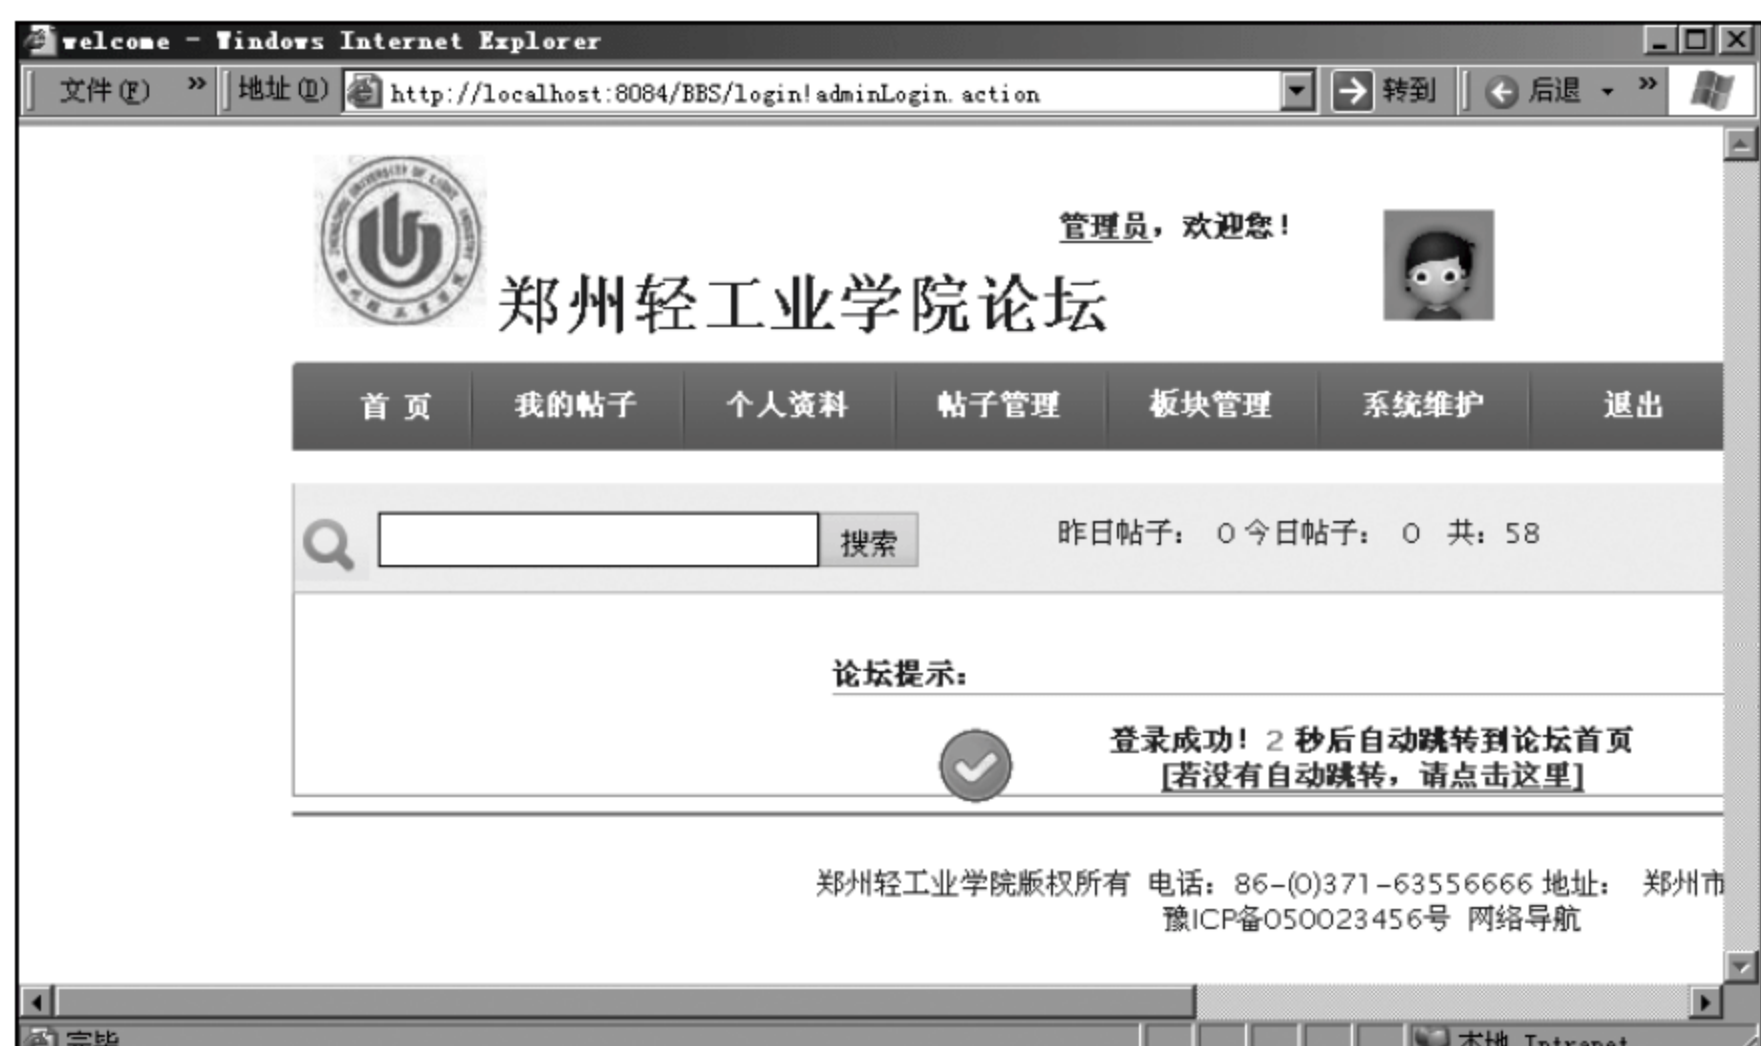 welcome - Windows Internet Explorer
文件(F) » 地址(D) http://localhost:8084/BBS/login!adminLogin.action 转到 后退 »
管理员，欢迎您！
郑州轻工业学院论坛
首 页 我的帖子 个人资料 帖子管理 板块管理 系统维护 退出
搜索 昨日帖子： 0 今日帖子： 0 共：58
论坛提示：
登录成功！2 秒后自动跳转到论坛首页
[若没有自动跳转，请点击这里]
郑州轻工业学院版权所有 电话：86-(0)371-63556666 地址： 郑州市
豫ICP备050023456号 网络导航
完毕 本地 Intranet